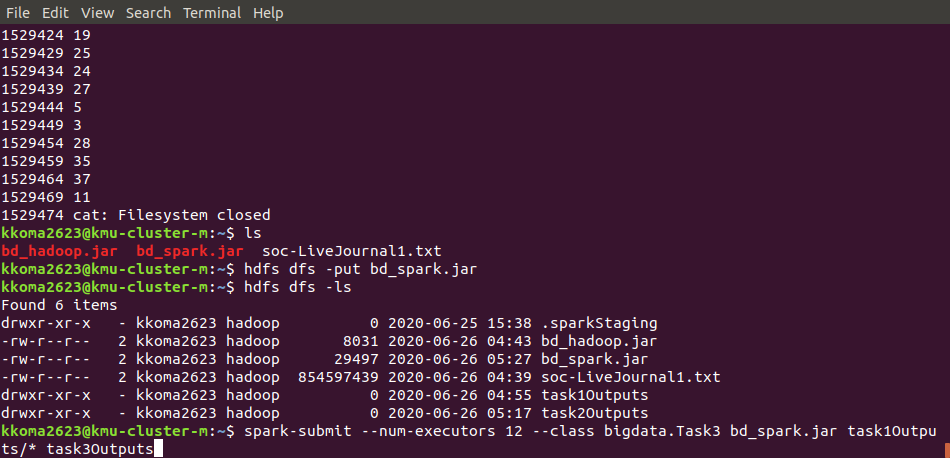 File Edit View Search Terminal Help
1529424 19
1529429 25
1529434 24
1529439 27
1529444 5
1529449 3
1529454 28
1529459 35
1529464 37
1529469 11
1529474 cat: Filesystem closed
kkoma2623@kmu-cluster-m:~$ ls
bd_hadoop.jar  bd_spark.jar  soc-LiveJournal1.txt
kkoma2623@kmu-cluster-m:~$ hdfs dfs -put bd_spark.jar
kkoma2623@kmu-cluster-m:~$ hdfs dfs -ls
Found 6 items
drwxr-xr-x   - kkoma2623 hadoop          0 2020-06-25 15:38 .sparkStaging
-rw-r--r--   2 kkoma2623 hadoop       8031 2020-06-26 04:43 bd_hadoop.jar
-rw-r--r--   2 kkoma2623 hadoop      29497 2020-06-26 05:27 bd_spark.jar
-rw-r--r--   2 kkoma2623 hadoop  854597439 2020-06-26 04:39 soc-LiveJournal1.txt
drwxr-xr-x   - kkoma2623 hadoop          0 2020-06-26 04:55 task1Outputs
drwxr-xr-x   - kkoma2623 hadoop          0 2020-06-26 05:17 task2Outputs
kkoma2623@kmu-cluster-m:~$ spark-submit --num-executors 12 --class bigdata.Task3 bd_spark.jar task1Outpu
ts/* task3Outputs